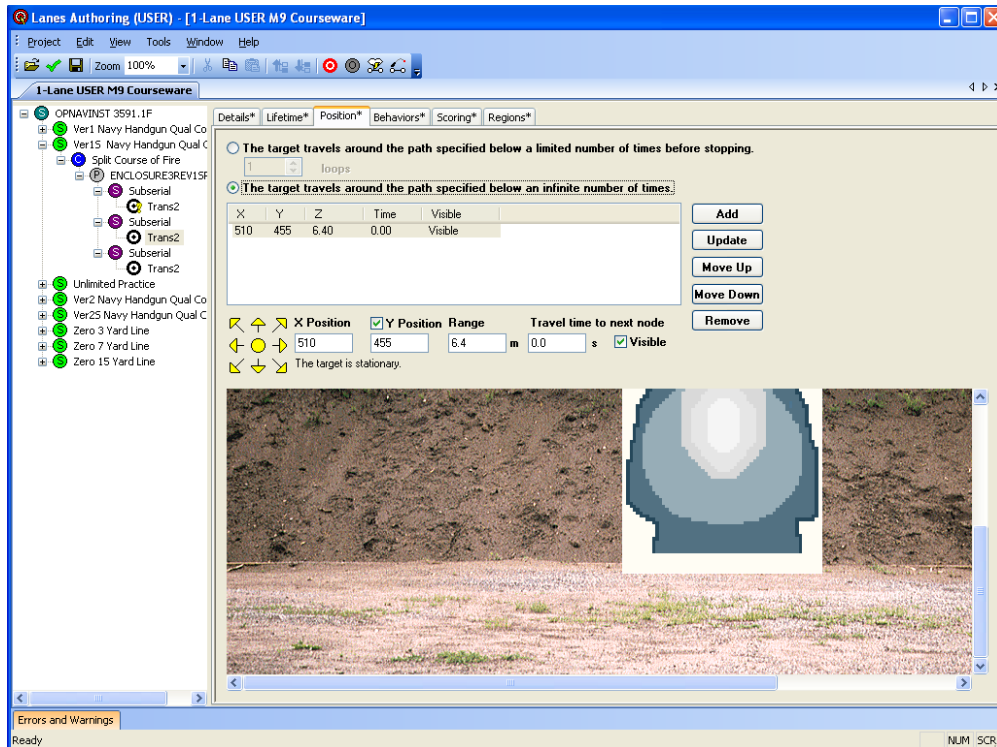 Lanes Authoring (USER) - [1-Lane USER M9 Courseware]
Project Edit View Tools Window Help
Zoom 100%
1-Lane USER M9 Courseware
OPNAVINST 3591.1F
Ver1 Navy Handgun Qual Co
Ver1S Navy Handgun Qual C
Split Course of Fire
ENCLOSURE3REV1SF
Subserial
Trans2
Subserial
Trans2
Subserial
Trans2
Unlimited Practice
Ver2 Navy Handgun Qual Co
Ver2S Navy Handgun Qual C
Zero 3 Yard Line
Zero 7 Yard Line
Zero 15 Yard Line
Details* Lifetime* Position* Behaviors* Scoring* Regions*
The target travels around the path specified below a limited number of times before stopping.
1 loops
The target travels around the path specified below an infinite number of times.
X Y Z Time Visible
510 455 6.40 0.00 Visible
Add
Update
Move Up
Move Down
Remove
X Position Y Position Range Travel time to next node
510 455 6.4 m 0.0 s Visible
The target is stationary.
Errors and Warnings
Ready NUM SCR